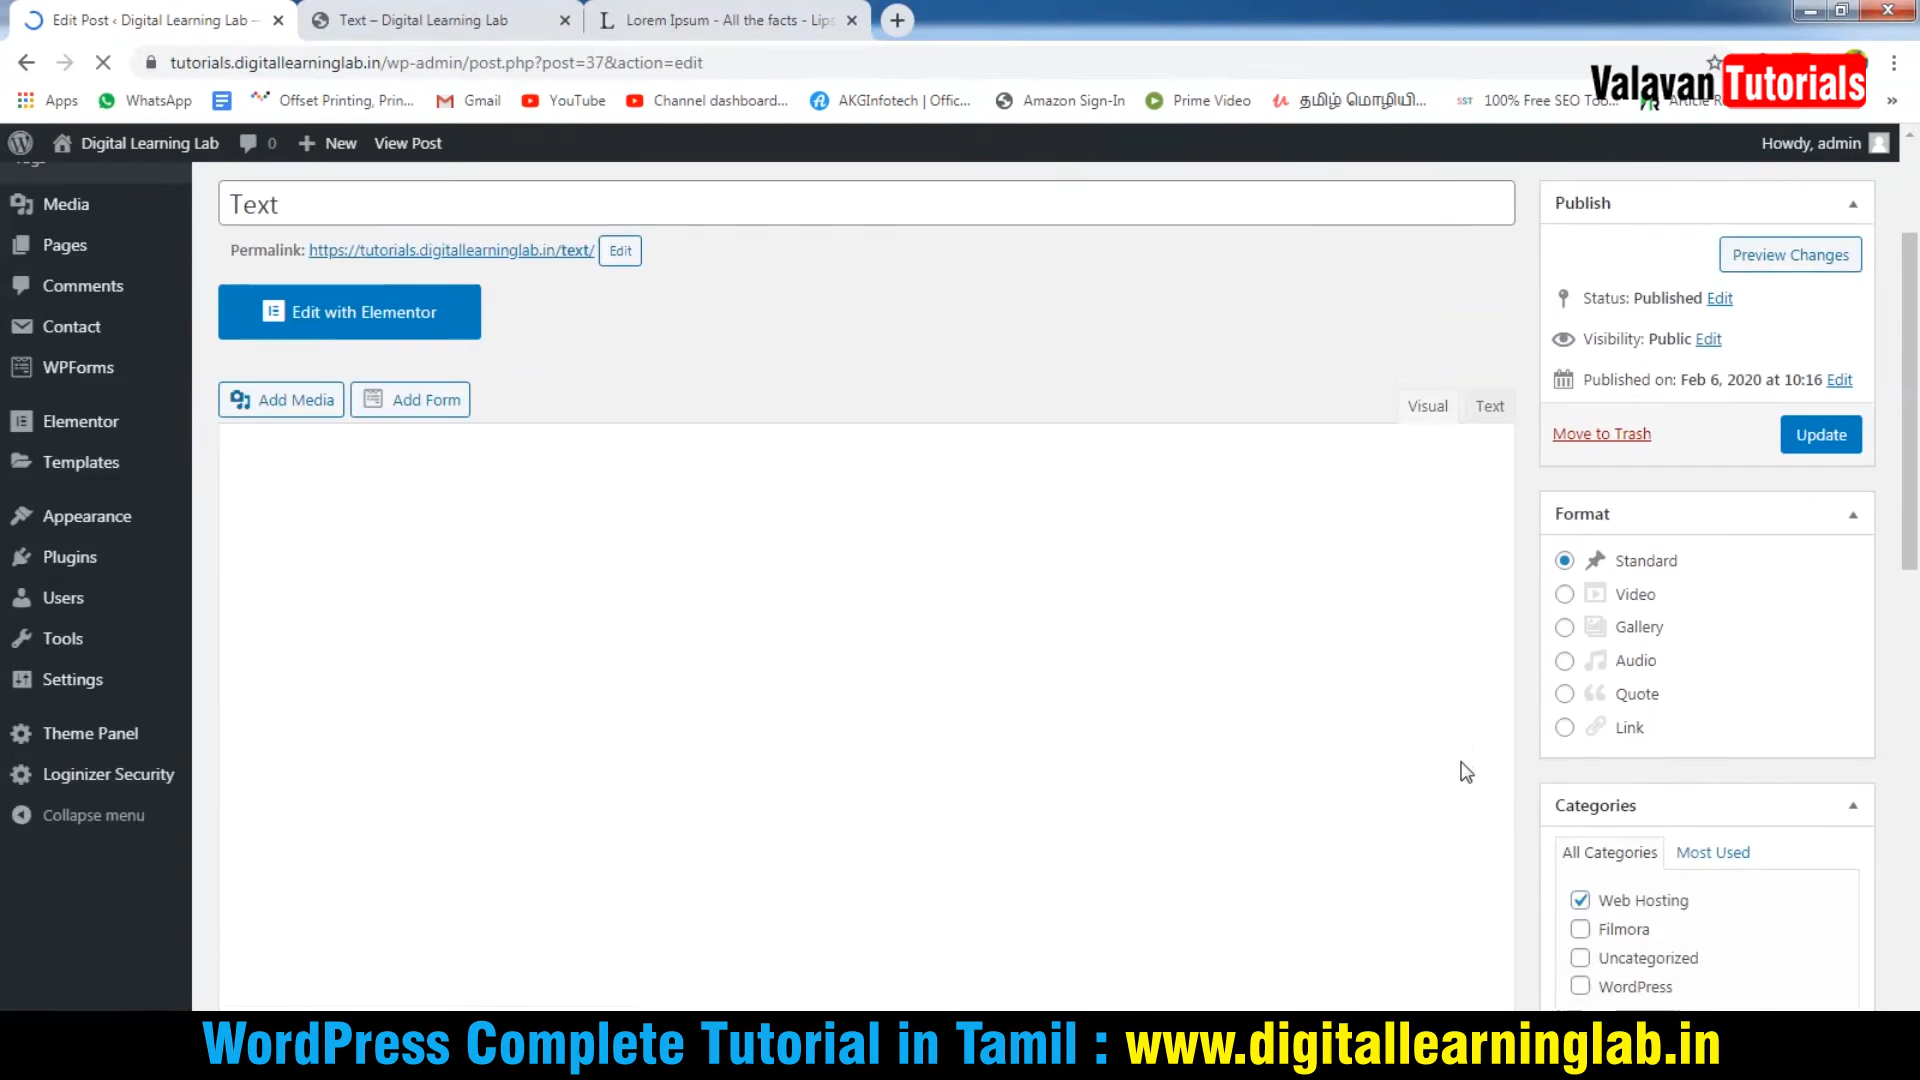 Edit Post ‹ Digital Learning Lab —
Text – Digital Learning Lab
Lorem Ipsum - All the facts - Lips
tutorials.digitallearninglab.in/wp-admin/post.php?post=37&action=edit
Valavan Tutorials
Apps
WhatsApp
Offset Printing, Prin...
Gmail
YouTube
Channel dashboard...
AKGInfotech | Offic...
Amazon Sign-In
Prime Video
தமிழ் மொழியி...
100% Free SEO Too...
Digital Learning Lab
0
New
View Post
Howdy, admin
Media
Pages
Comments
Contact
WPForms
Elementor
Templates
Appearance
Plugins
Users
Tools
Settings
Theme Panel
Loginizer Security
Collapse menu
Text
Permalink: https://tutorials.digitallearninglab.in/text/ Edit
Edit with Elementor
Add Media
Add Form
Visual
Text
Publish
Preview Changes
Status: Published Edit
Visibility: Public Edit
Published on: Feb 6, 2020 at 10:16 Edit
Move to Trash
Update
Format
Standard
Video
Gallery
Audio
Quote
Link
Categories
All Categories
Most Used
Web Hosting
Filmora
Uncategorized
WordPress
WordPress Complete Tutorial in Tamil : www.digitallearninglab.in